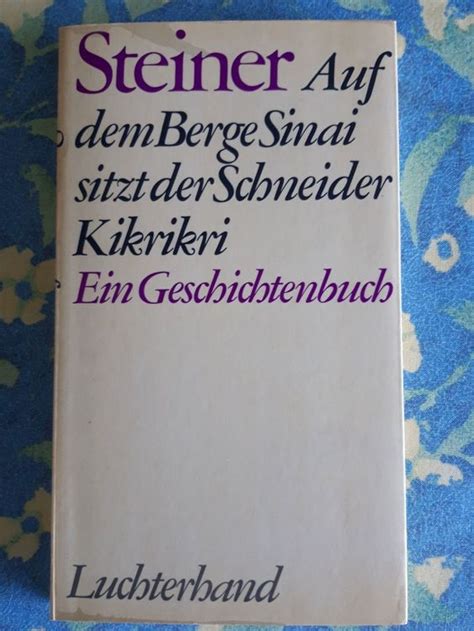 Steiner Auf
dem Berge Sinai
sitzt der Schneider
Kikrikri
Ein Geschichtenbuch
Luchterhand